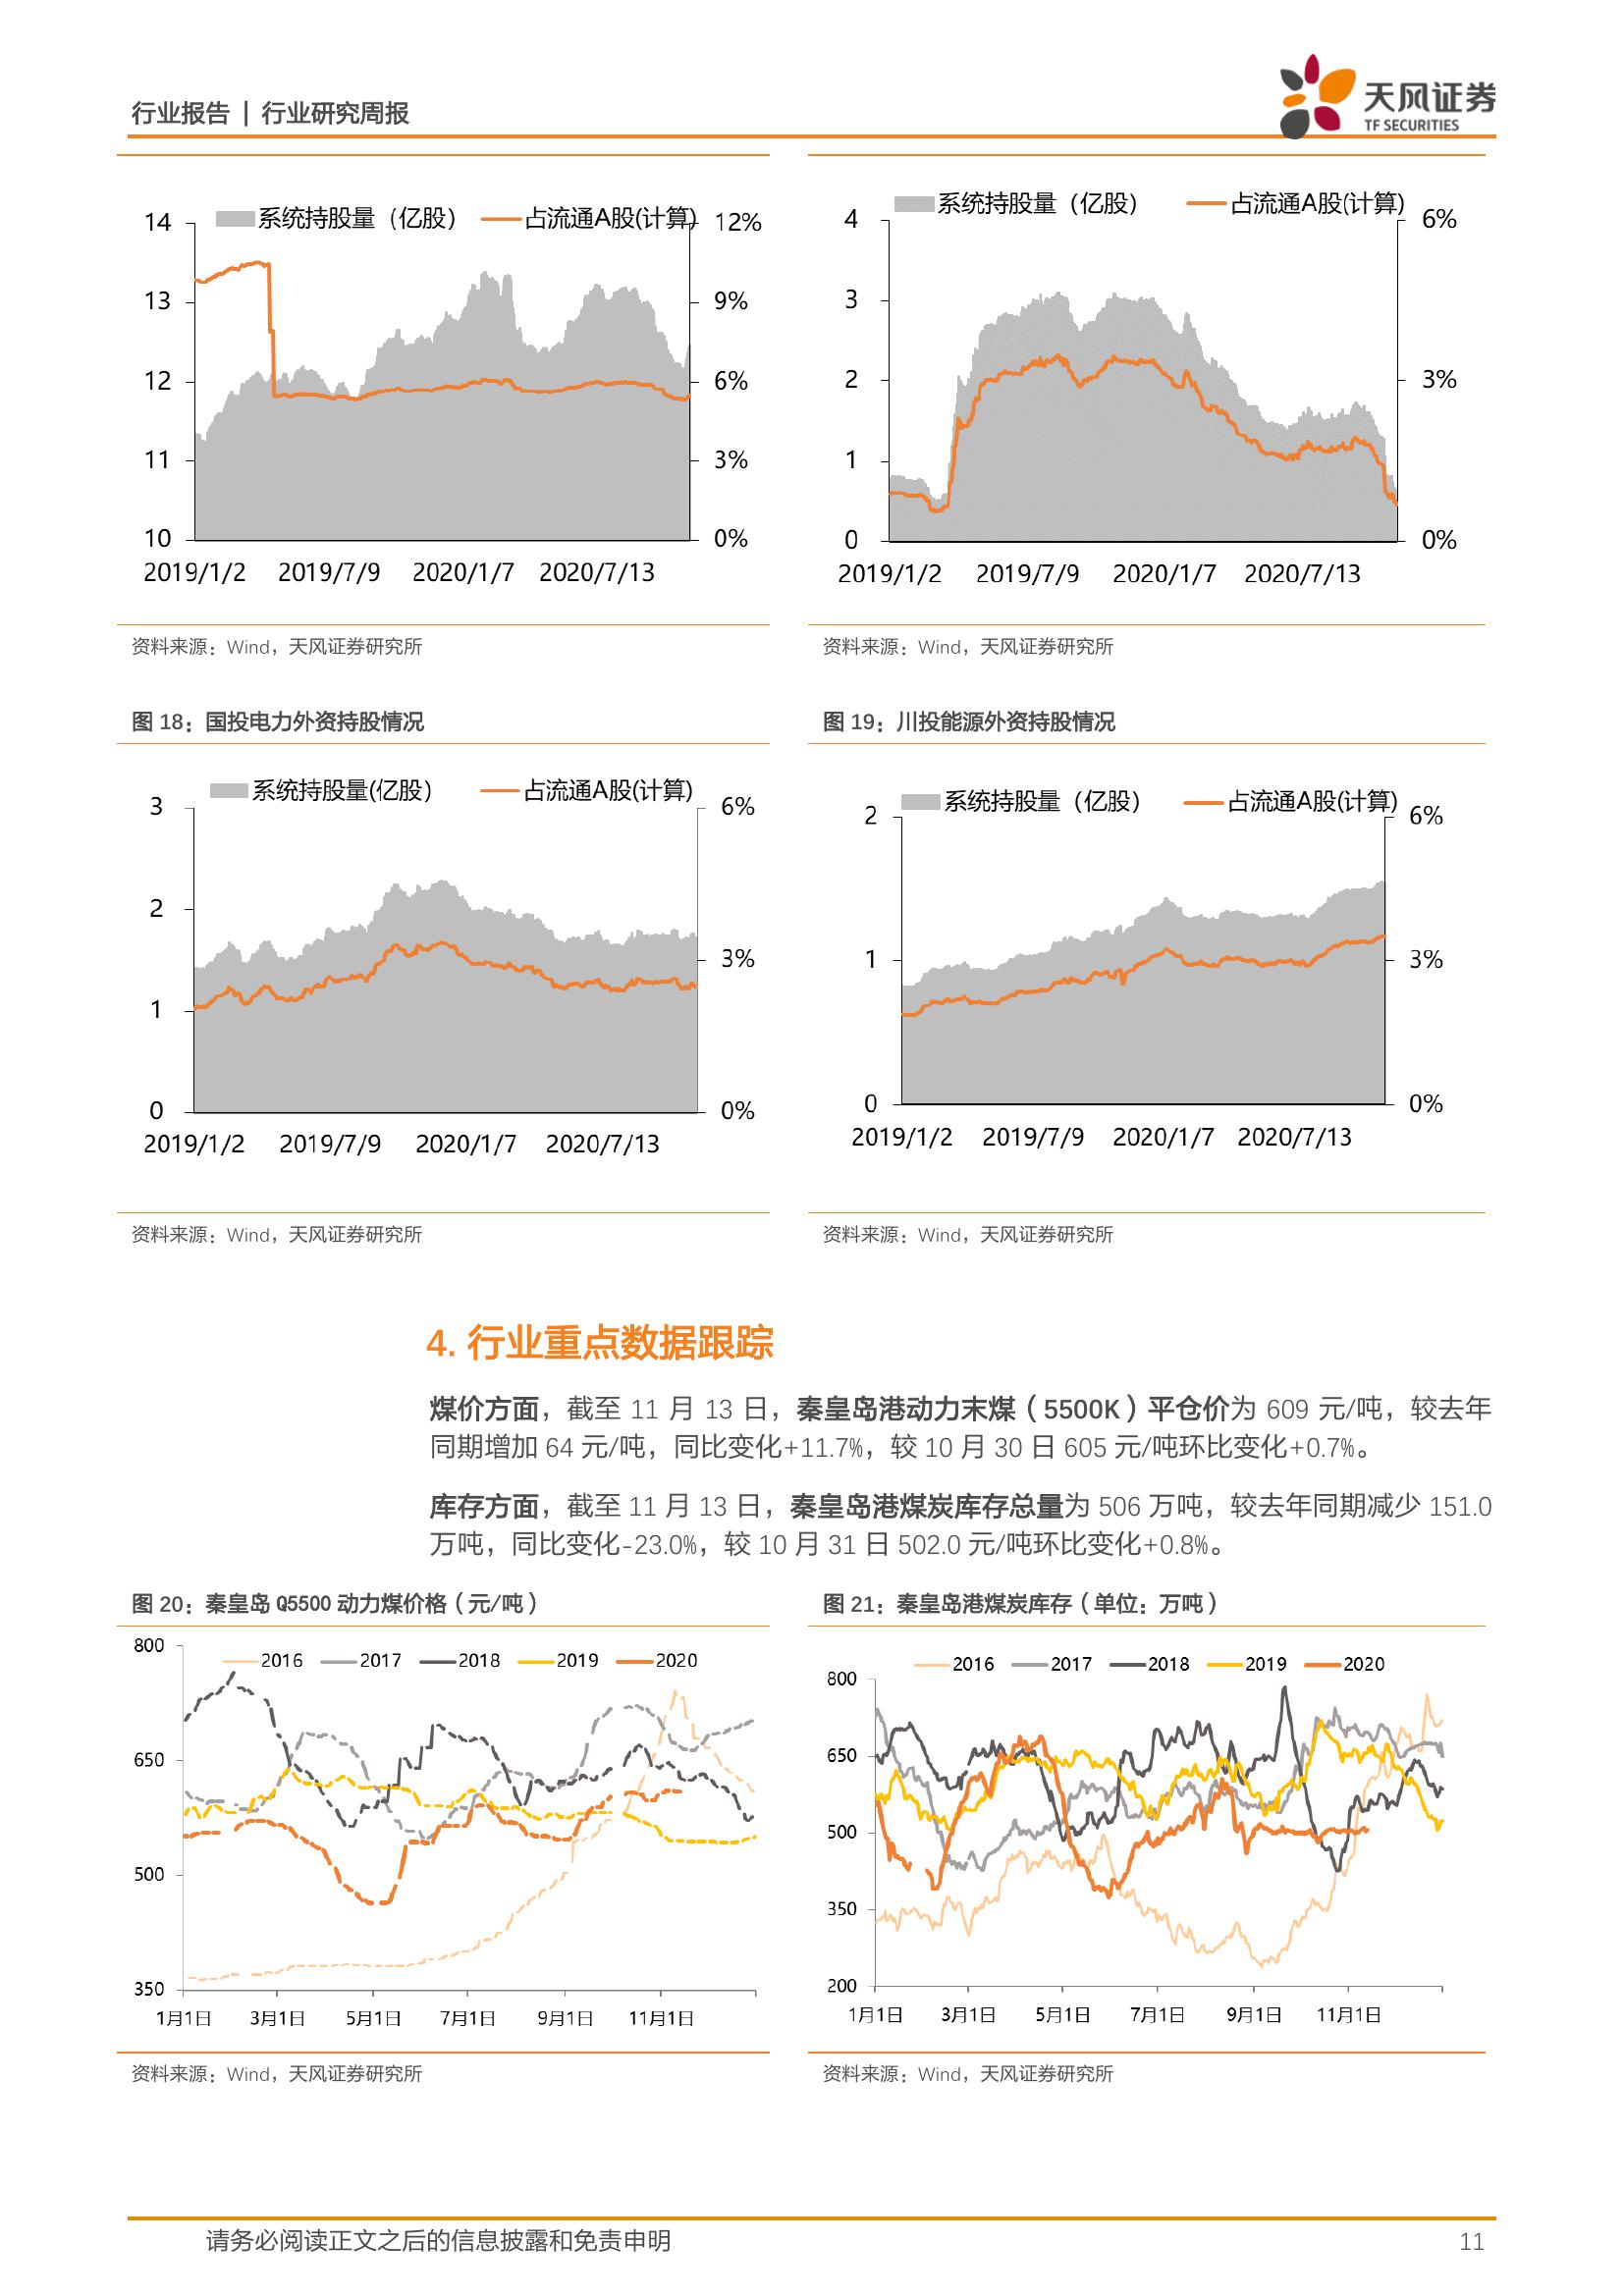 行业报告 | 行业研究周报
天风证券
TF SECURITIES
系统持股量（亿股） 占流通A股(计算)
14
13
12
11
10
12%
9%
6%
3%
0%
2019/1/2 2019/7/9 2020/1/7 2020/7/13
系统持股量（亿股） 占流通A股(计算)
4
3
2
1
0
6%
3%
0%
2019/1/2 2019/7/9 2020/1/7 2020/7/13
资料来源：Wind，天风证券研究所
资料来源：Wind，天风证券研究所
图 18：国投电力外资持股情况
图 19：川投能源外资持股情况
系统持股量(亿股） 占流通A股(计算)
3
2
1
0
6%
3%
0%
2019/1/2 2019/7/9 2020/1/7 2020/7/13
系统持股量（亿股） 占流通A股(计算)
2
1
0
6%
3%
0%
2019/1/2 2019/7/9 2020/1/7 2020/7/13
资料来源：Wind，天风证券研究所
资料来源：Wind，天风证券研究所
4. 行业重点数据跟踪
煤价方面，截至 11 月 13 日，秦皇岛港动力末煤（5500K）平仓价为 609 元/吨，较去年
同期增加 64 元/吨，同比变化+11.7%，较 10 月 30 日 605 元/吨环比变化+0.7%。
库存方面，截至 11 月 13 日，秦皇岛港煤炭库存总量为 506 万吨，较去年同期减少 151.0
万吨，同比变化-23.0%，较 10 月 31 日 502.0 元/吨环比变化+0.8%。
图 20：秦皇岛 Q5500 动力煤价格（元/吨）
图 21：秦皇岛港煤炭库存（单位：万吨）
2016 2017 2018 2019 2020
800
650
500
350
1月1日 3月1日 5月1日 7月1日 9月1日 11月1日
2016 2017 2018 2019 2020
800
650
500
350
200
1月1日 3月1日 5月1日 7月1日 9月1日 11月1日
资料来源：Wind，天风证券研究所
资料来源：Wind，天风证券研究所
请务必阅读正文之后的信息披露和免责申明
11